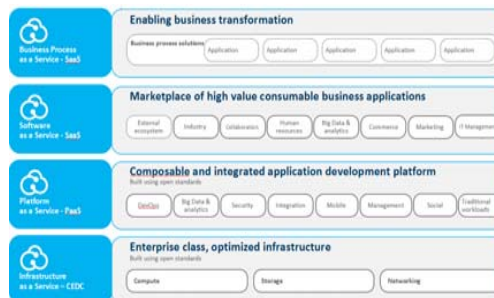 Enabling business transformation
Business Process
as a Service - SaaS
Business process solutions
Application
Application
Application
Application
Application
Marketplace of high value consumable business applications
Software
as a Service - SaaS
External
ecosystem
Industry
Collaboration
Human
resources
Big Data &
analytics
Commerce
Marketing
IT Manageme
Composable and integrated application development platform
Built using open standards
Platform
as a Service - PaaS
DevOps
Big Data &
analytics
Security
Integration
Mobile
Management
Social
Traditional
workloads
Enterprise class, optimized infrastructure
Built using open standards
Infrastructure
as a Service – CEDC
Compute
Storage
Networking